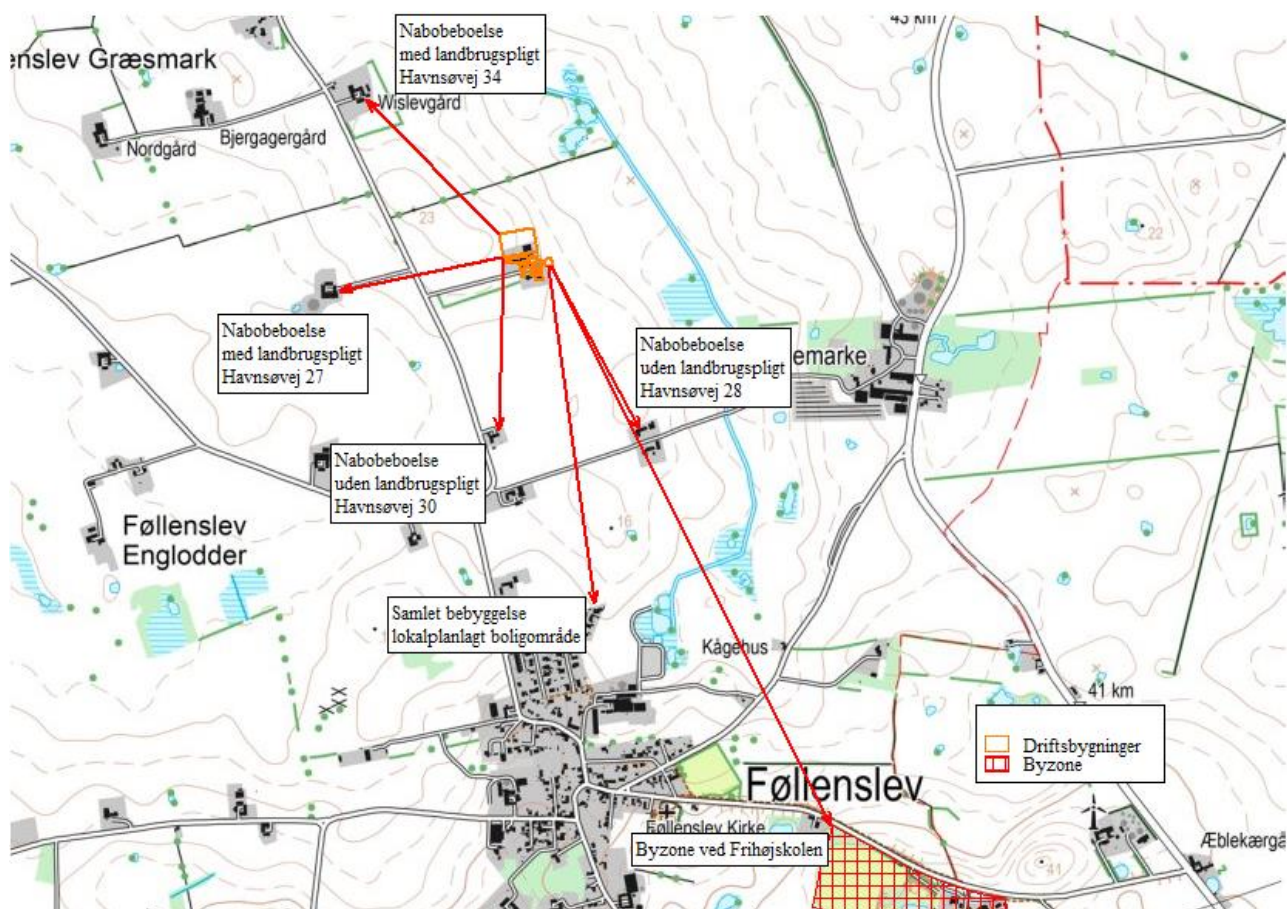 43 km
Nabobeboelse
med landbrugspligt
Havnsøvej 34
enslev Græsmark
Wislevgård
Bjergagergård
Nordgård
23
22
Nabobeboelse
med landbrugspligt
Havnsøvej 27
Nabobeboelse
uden landbrugspligt
Havnsøvej 28
emarke
Nabobeboelse
uden landbrugspligt
Havnsøvej 30
16
Føllenslev
Englodder
Samlet bebyggelse
lokalplanlagt boligområde
Kågehus
41 km
Driftsbygninger
Byzone
Føllenslev
Føllenslev Kirke
Byzone ved Frihøjskolen
Æblekærgå
41